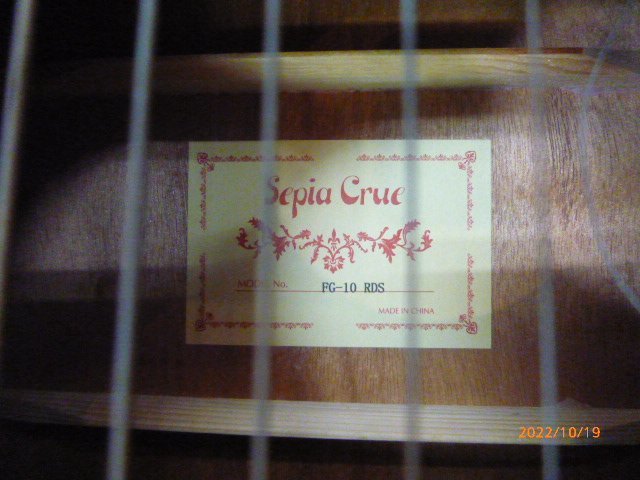 Sepia Crue
MODEL No. FG-10 RDS
MADE IN CHINA
2022/10/19